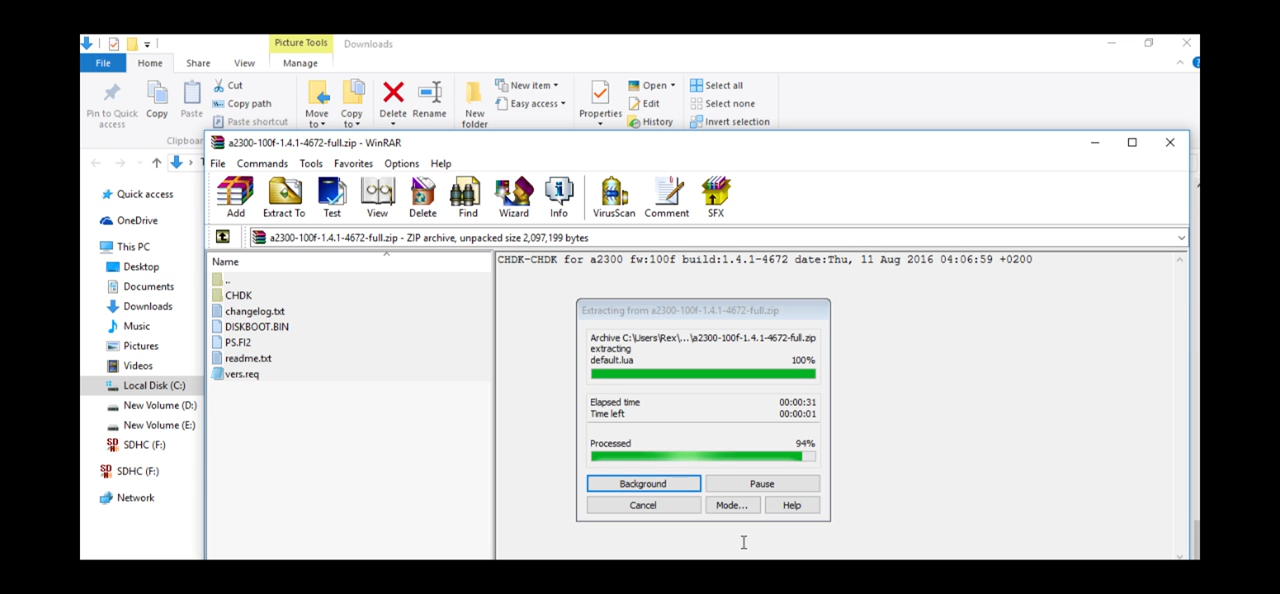 Picture Tools Downloads
File Home Share View Manage
Pin to Quick access
Copy
Paste
Cut
Copy path
Paste shortcut
Move to
Copy to
Delete
Rename
New folder
New item
Easy access
Properties
Open
Edit
History
Select all
Select none
Invert selection
a2300-100f-1.4.1-4672-full.zip - WinRAR
File Commands Tools Favorites Options Help
Add Extract To Test View Delete Find Wizard Info VirusScan Comment SFX
a2300-100f-1.4.1-4672-full.zip - ZIP archive, unpacked size 2,097,199 bytes
Quick access
OneDrive
This PC
Desktop
Documents
Downloads
Music
Pictures
Videos
Local Disk (C:)
New Volume (D:)
New Volume (E:)
SDHC (F:)
SDHC (F:)
Network
Name
..
CHDK
changelog.txt
DISKBOOT.BIN
PS.FI2
readme.txt
vers.req
CHDK-CHDK for a2300 fw:100f build:1.4.1-4672 date:Thu, 11 Aug 2016 04:06:59 +0200
Extracting from a2300-100f-1.4.1-4672-full.zip
Archive C:\Users\Rex\...\a2300-100f-1.4.1-4672-full.zip
extracting
default.lua 100%
Elapsed time 00:00:31
Time left 00:00:01
Processed 94%
Background Pause
Cancel Mode... Help